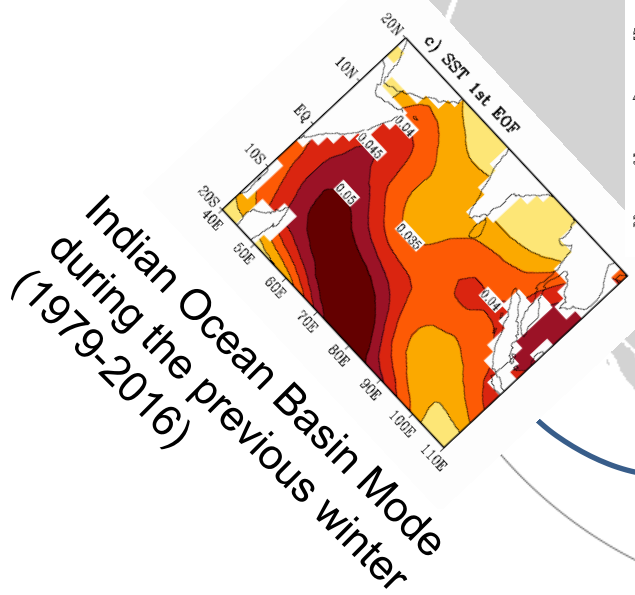 c) SST 1st EOF
20N
10N
EQ
10S
20S
40E
50E
60E
70E
80E
90E
100E
110E
0.04
0.045
0.05
0.035
0.04
Indian Ocean Basin Mode
during the previous winter
(1979-2016)